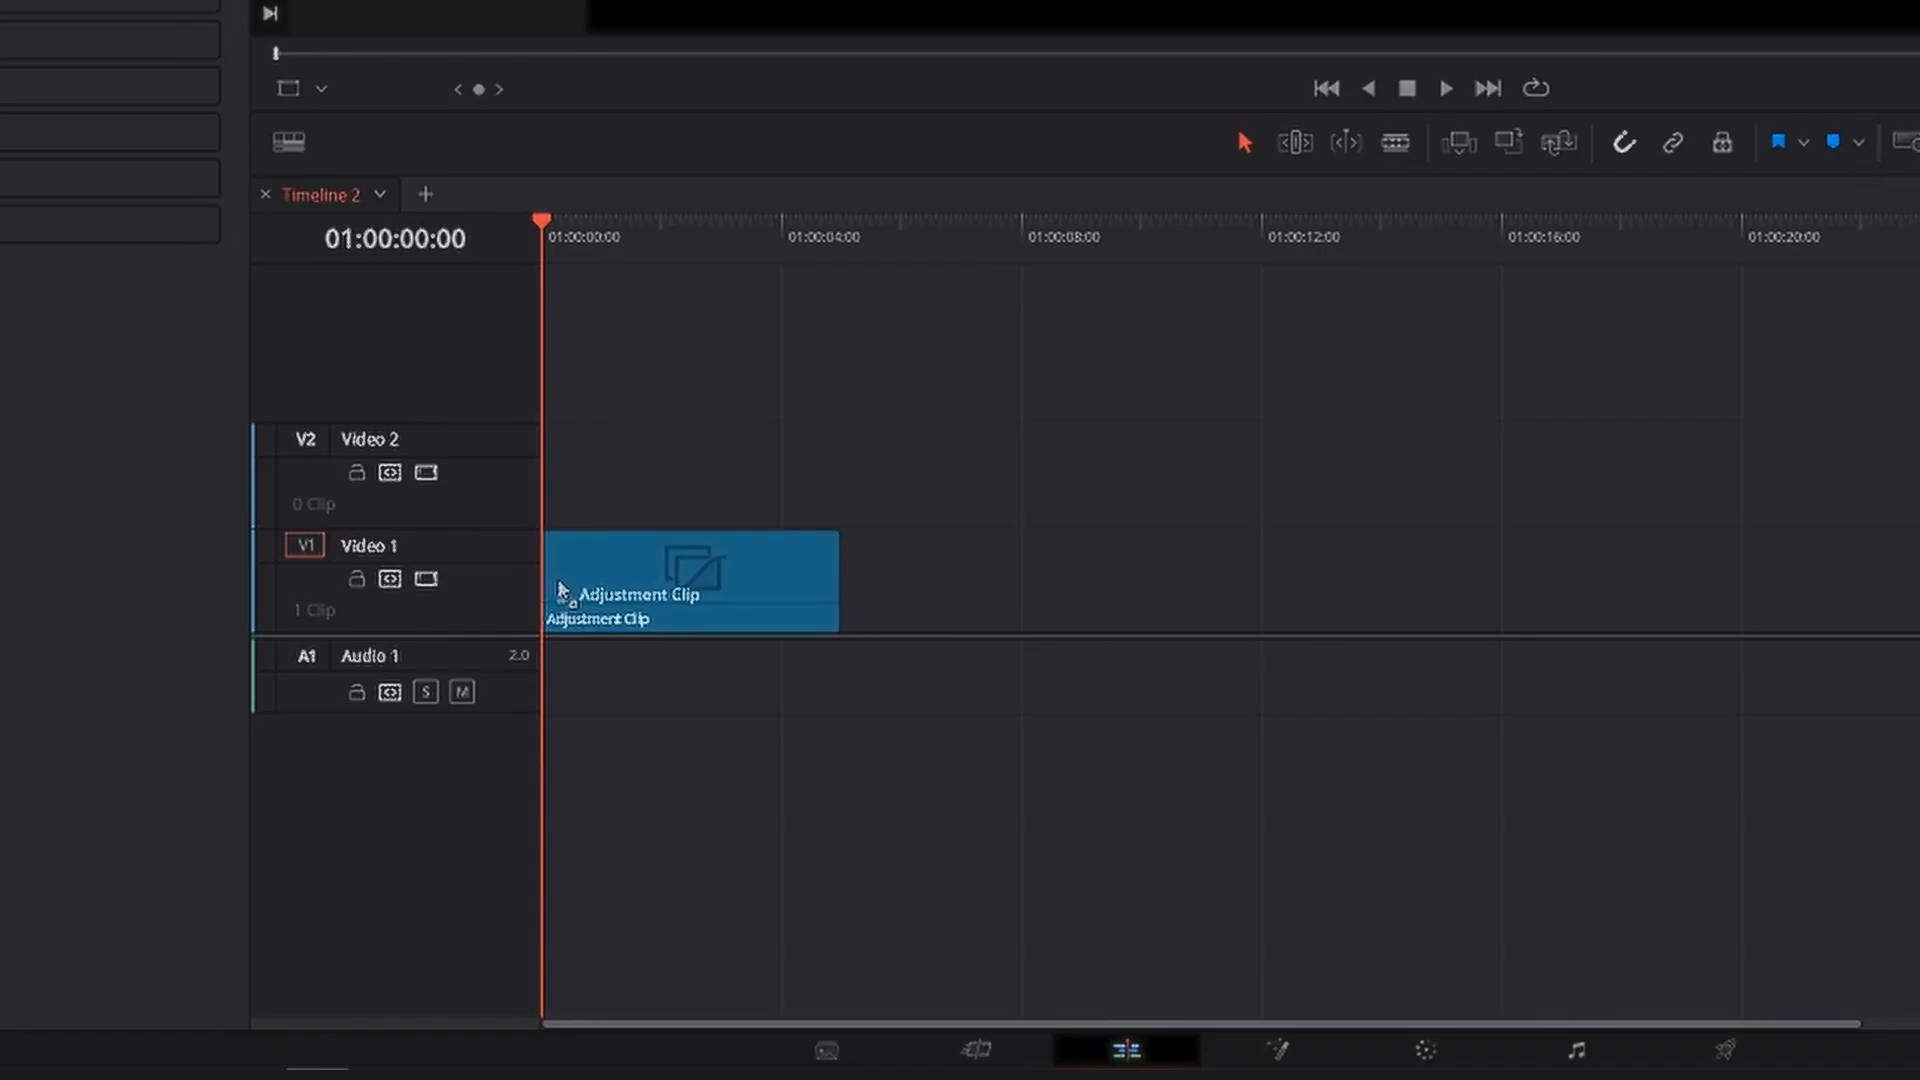 Timeline 2
01:00:00:00
01:00:00:00 01:00:04:00 01:00:08:00 01:00:12:00 01:00:16:00 01:00:20:00
V2 Video 2
0 Clip
V1 Video 1
1 Clip
Adjustment Clip
Adjustment Clip
A1 Audio 1 2.0
S M